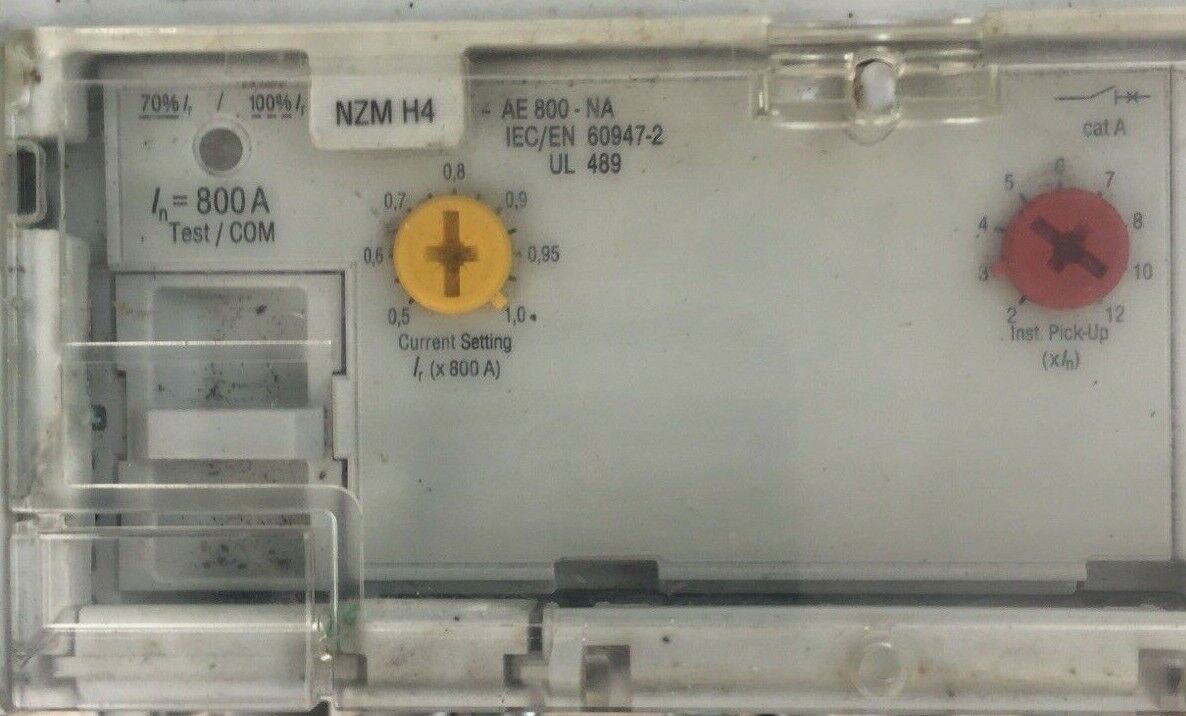 70% Ir / 100% Ir
NZM H4 - AE 800 - NA
IEC/EN 60947-2
UL 489
cat A
In = 800 A
Test / COM
0,5
0,6
0,7
0,8
0,9
0,95
1,0
Current Setting
Ir (x 800 A)
2
3
4
5
6
7
8
10
12
Inst. Pick-Up
(xIn)